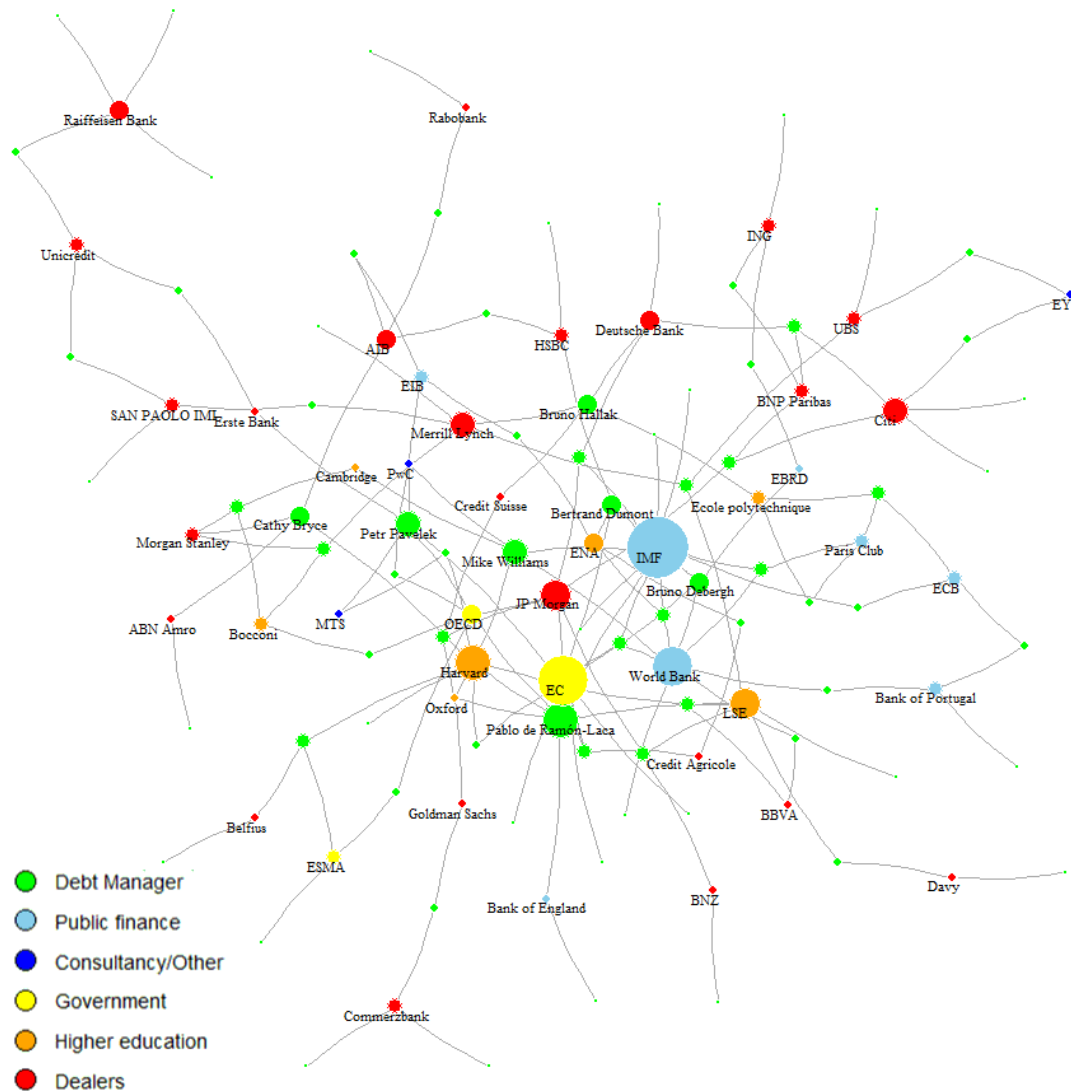 Raiffeisen Bank
Rabobank
ING
Unicredit
EY
Deutsche Bank
UBS
HSBC
AIB
EIB
BNP Paribas
SAN PAOLO IMI
Erste Bank
Bruno Hallak
Citi
Merrill Lynch
Cambridge
PwC
EBRD
Credit Suisse
Ecole polytechnique
Bertrand Dumont
Cathy Bryce
Petr Pavelek
Morgan Stanley
Paris Club
ENA
IMF
Mike Williams
Bruno Debergh
ECB
JP Morgan
OECD
MTS
ABN Amro
Bocconi
Harvard
World Bank
EC
Bank of Portugal
Oxford
LSE
Pablo de Ramón-Laca
Credit Agricole
Goldman Sachs
BBVA
Belfius
ESMA
Davy
BNZ
Bank of England
Commerzbank
Debt Manager
Public finance
Consultancy/Other
Government
Higher education
Dealers